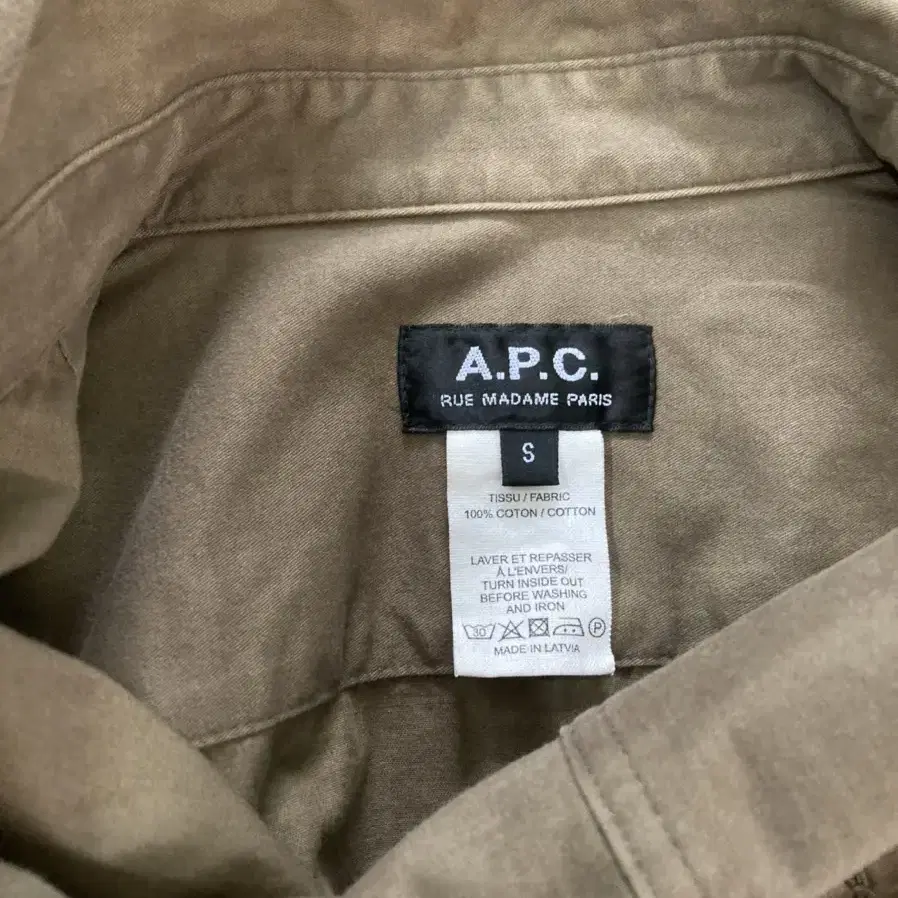 A.P.C.
RUE MADAME PARIS
S
TISSU / FABRIC
100% COTON / COTTON
LAVER ET REPASSER
À L'ENVERS/
TURN INSIDE OUT
BEFORE WASHING
AND IRON
30 P
MADE IN LATVIA